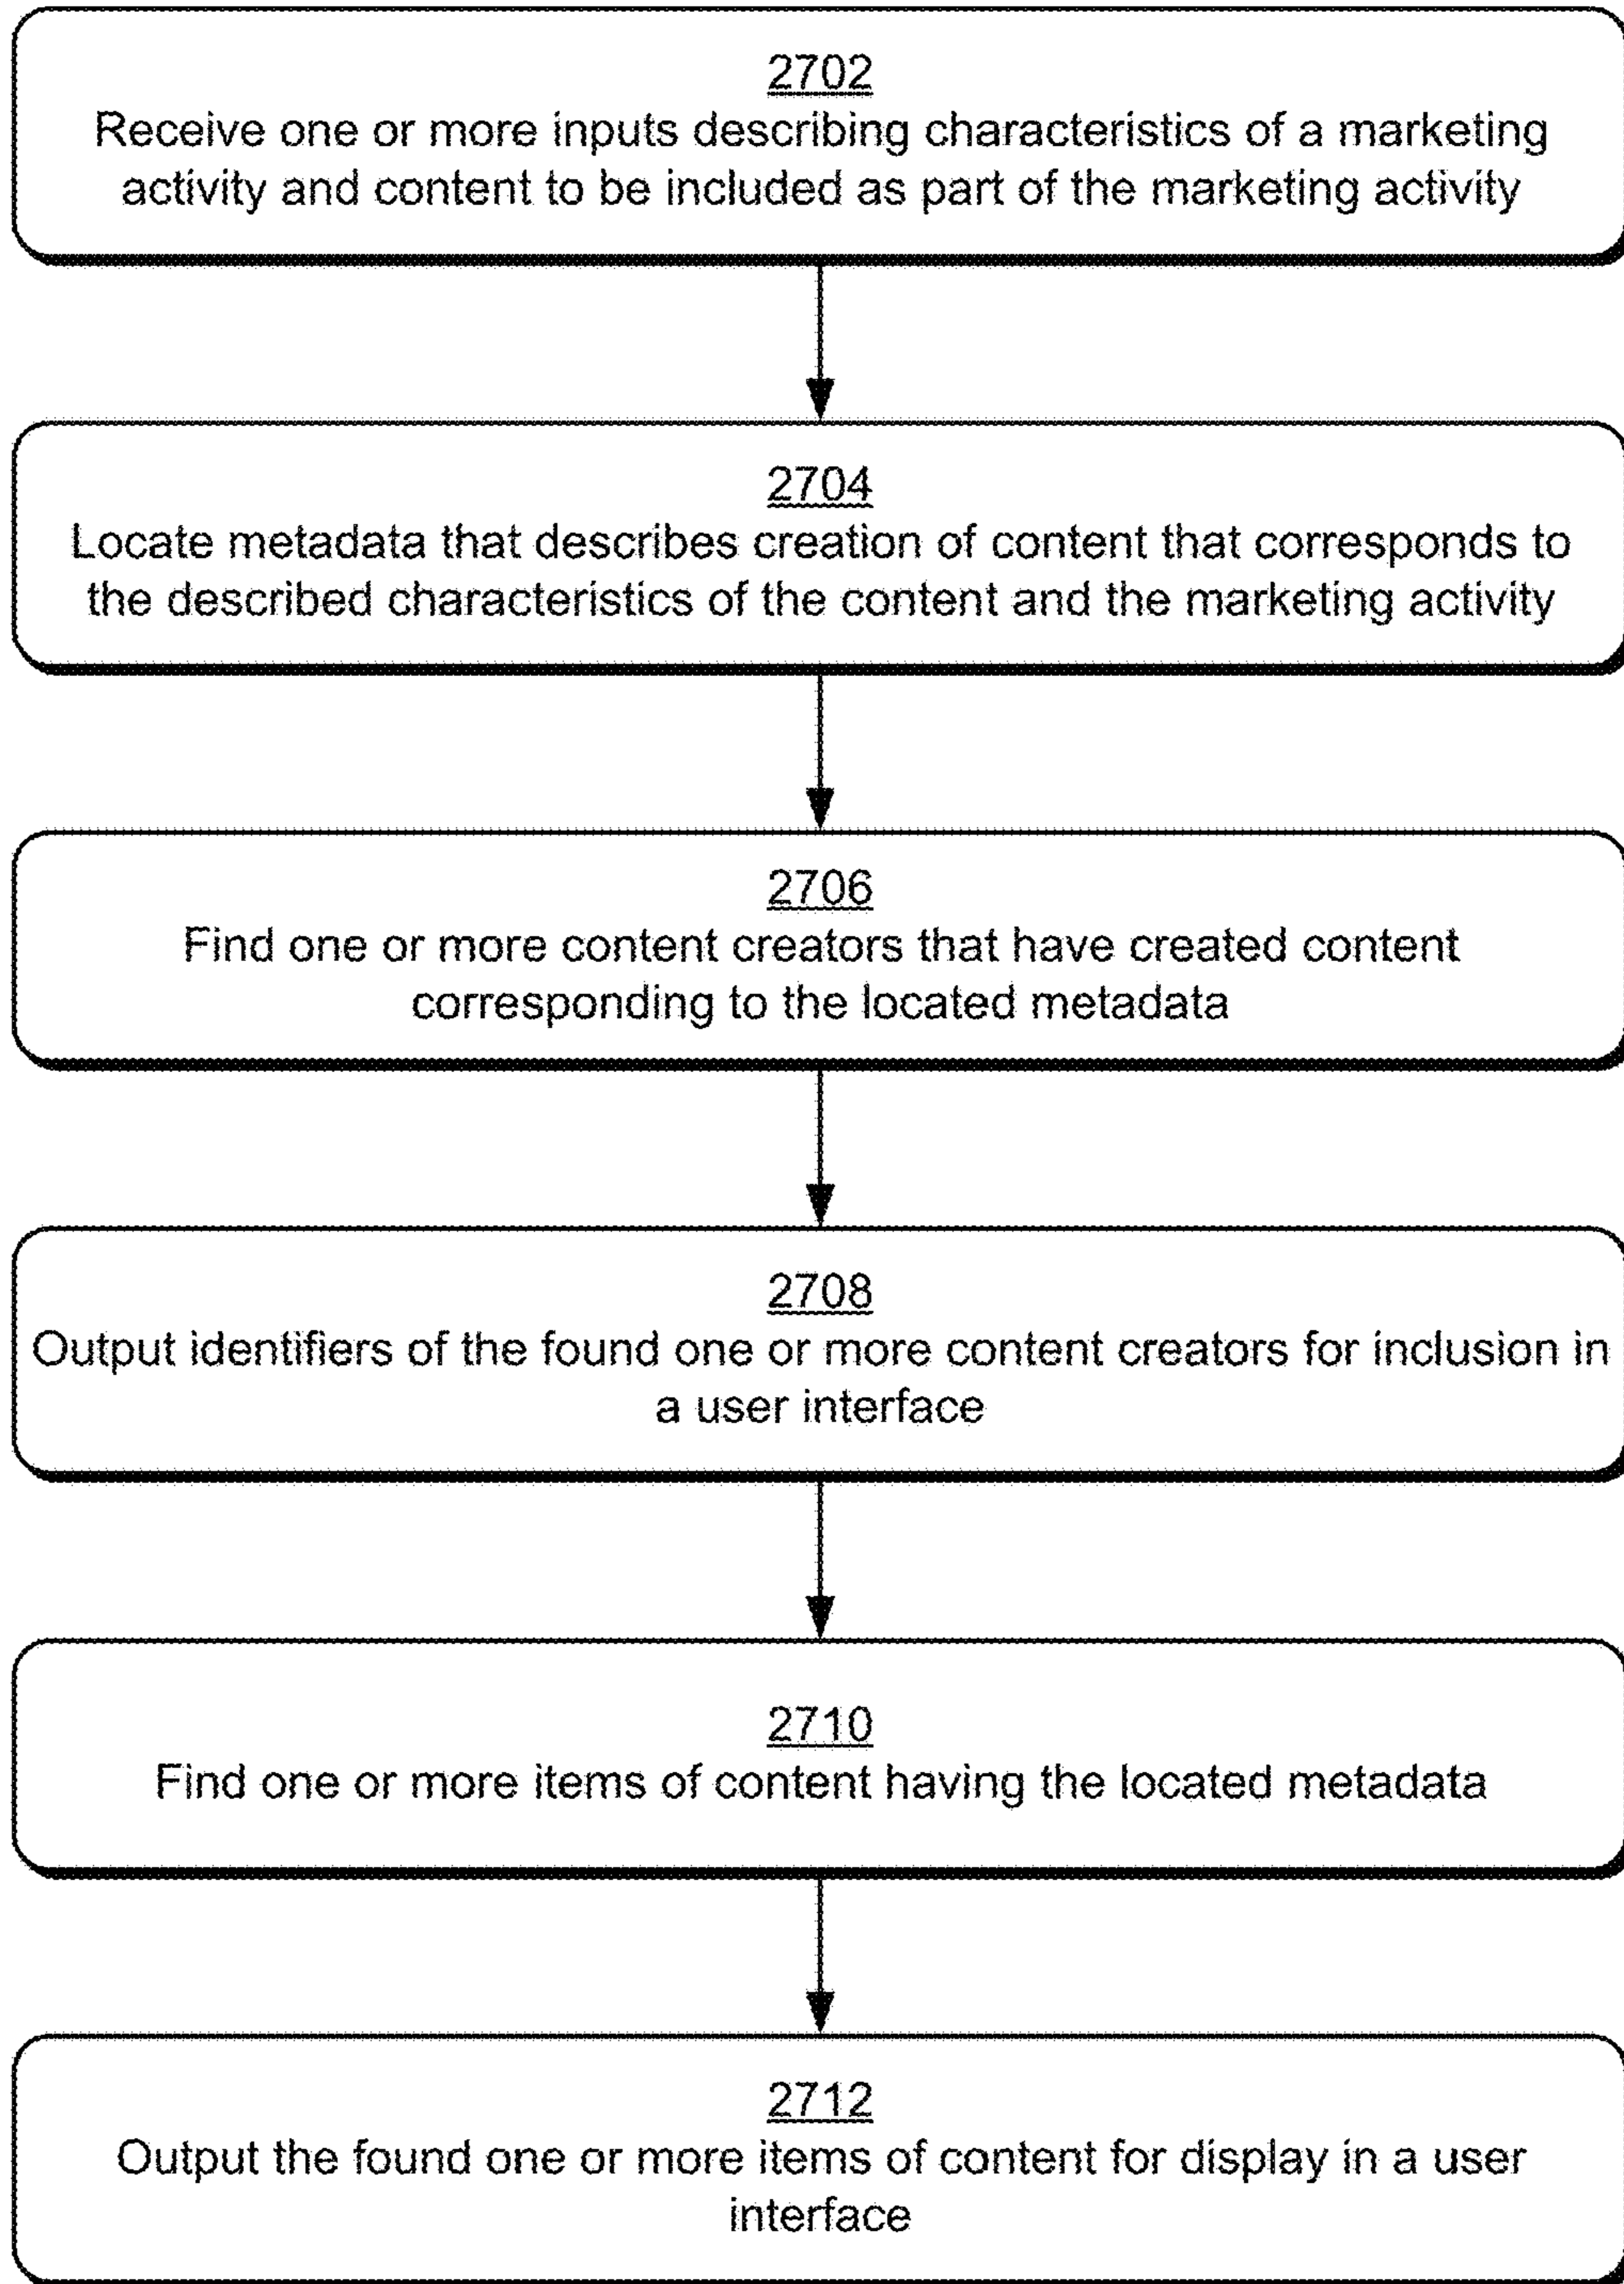 2702
Receive one or more inputs describing characteristics of a marketing
activity and content to be included as part of the marketing activity
2704
Locate metadata that describes creation of content that corresponds to
the described characteristics of the content and the marketing activity
2706
Find one or more content creators that have created content
corresponding to the located metadata
2708
Output identifiers of the found one or more content creators for inclusion in
a user interface
2710
Find one or more items of content having the located metadata
2712
Output the found one or more items of content for display in a user
interface